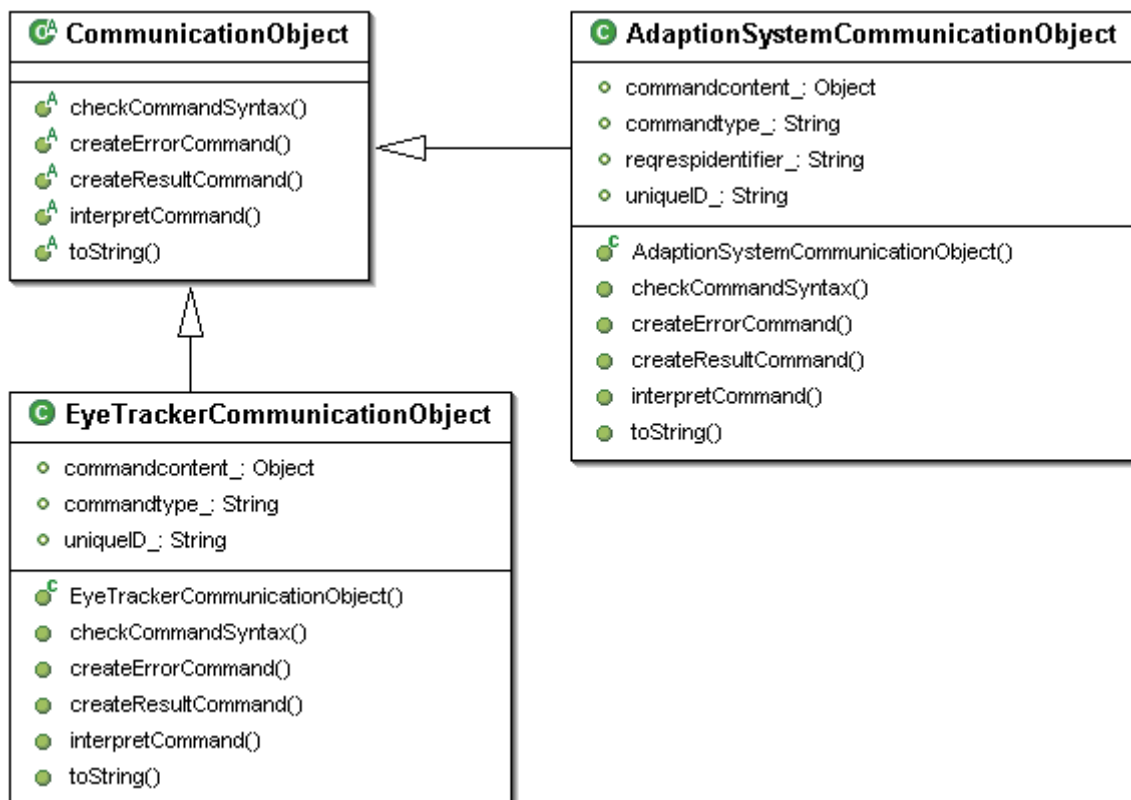 CommunicationObject
checkCommandSyntax()
createErrorCommand()
createResultCommand()
interpretCommand()
toString()
AdaptionSystemCommunicationObject
commandcontent_: Object
commandtype_: String
reqrespidentifier_: String
uniqueID_: String
AdaptionSystemCommunicationObject()
checkCommandSyntax()
createErrorCommand()
createResultCommand()
interpretCommand()
toString()
EyeTrackerCommunicationObject
commandcontent_: Object
commandtype_: String
uniqueID_: String
EyeTrackerCommunicationObject()
checkCommandSyntax()
createErrorCommand()
createResultCommand()
interpretCommand()
toString()